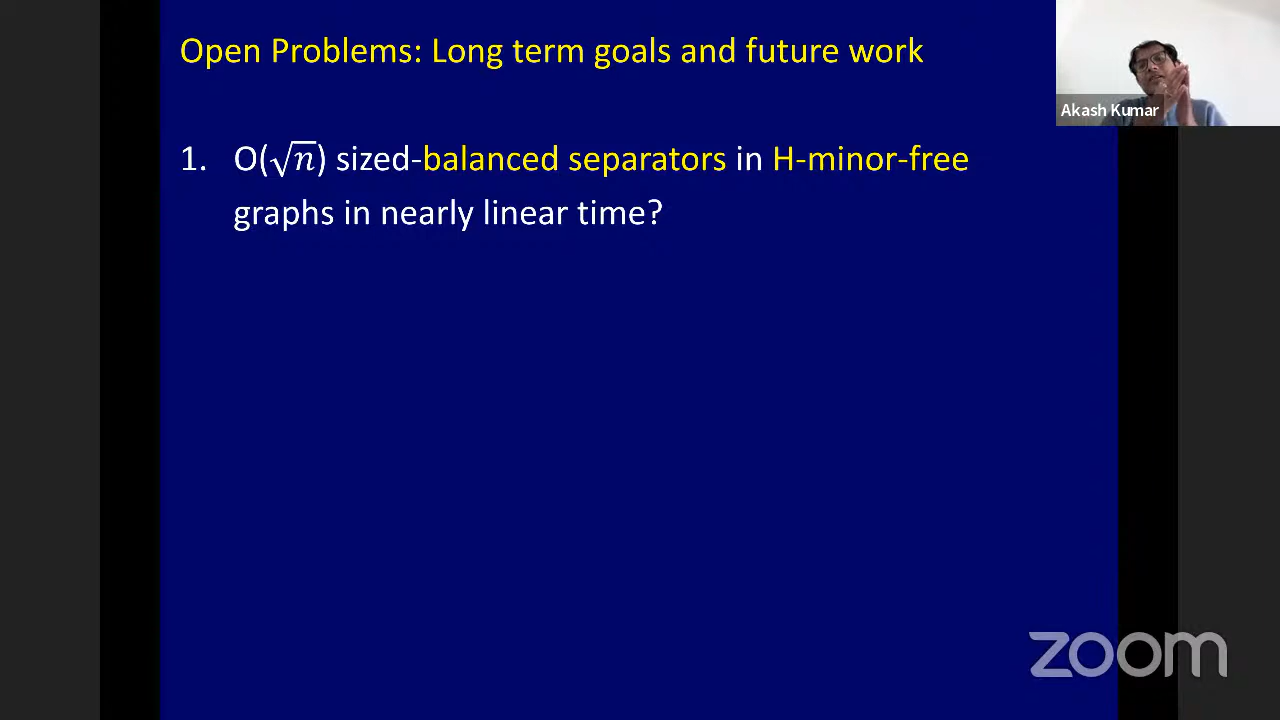 Open Problems: Long term goals and future work
Akash Kumar
1. O(√n) sized-balanced separators in H-minor-free
graphs in nearly linear time?
zoom